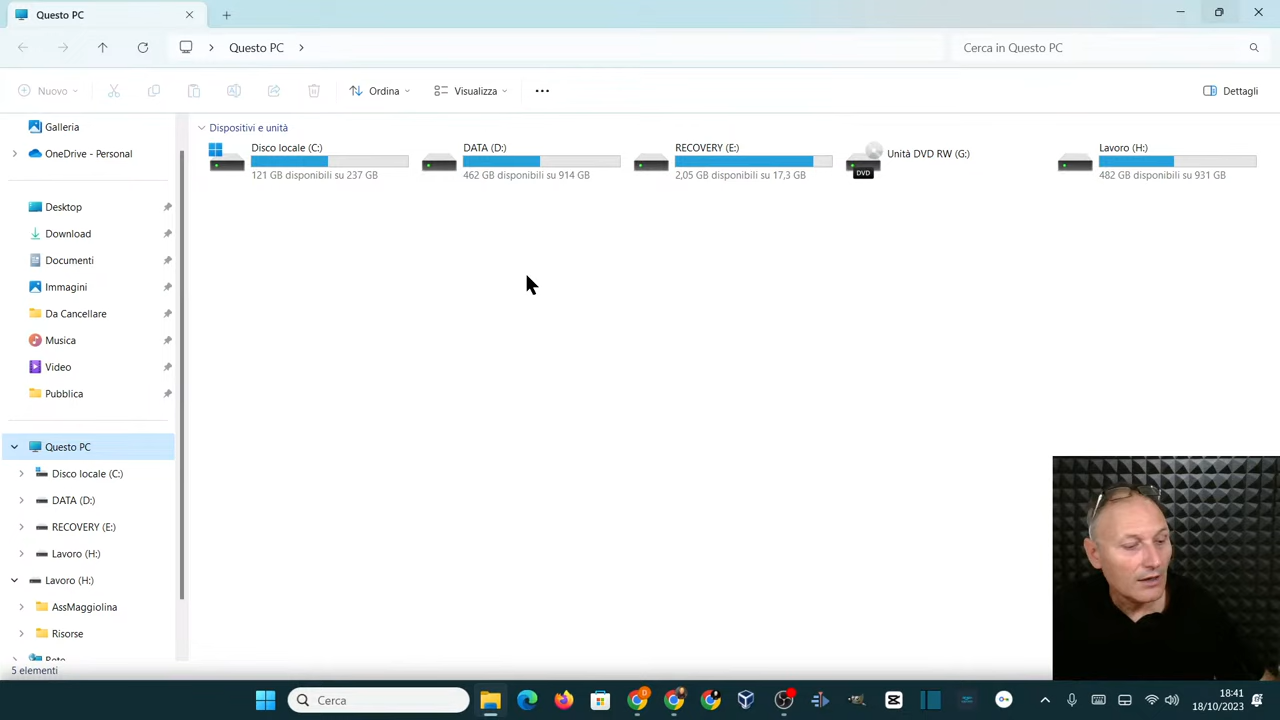 Questo PC
Questo PC
Cerca in Questo PC
Nuovo
Ordina
Visualizza
Dettagli
Galleria
OneDrive - Personal
Desktop
Download
Documenti
Immagini
Da Cancellare
Musica
Video
Pubblica
Questo PC
Disco locale (C:)
DATA (D:)
RECOVERY (E:)
Lavoro (H:)
Lavoro (H:)
AssMaggiolina
Risorse
Rete
Dispositivi e unità
Disco locale (C:)
121 GB disponibili su 237 GB
DATA (D:)
462 GB disponibili su 914 GB
RECOVERY (E:)
2,05 GB disponibili su 17,3 GB
DVD
Unità DVD RW (G:)
Lavoro (H:)
482 GB disponibili su 931 GB
5 elementi
Cerca
18:41
18/10/2023